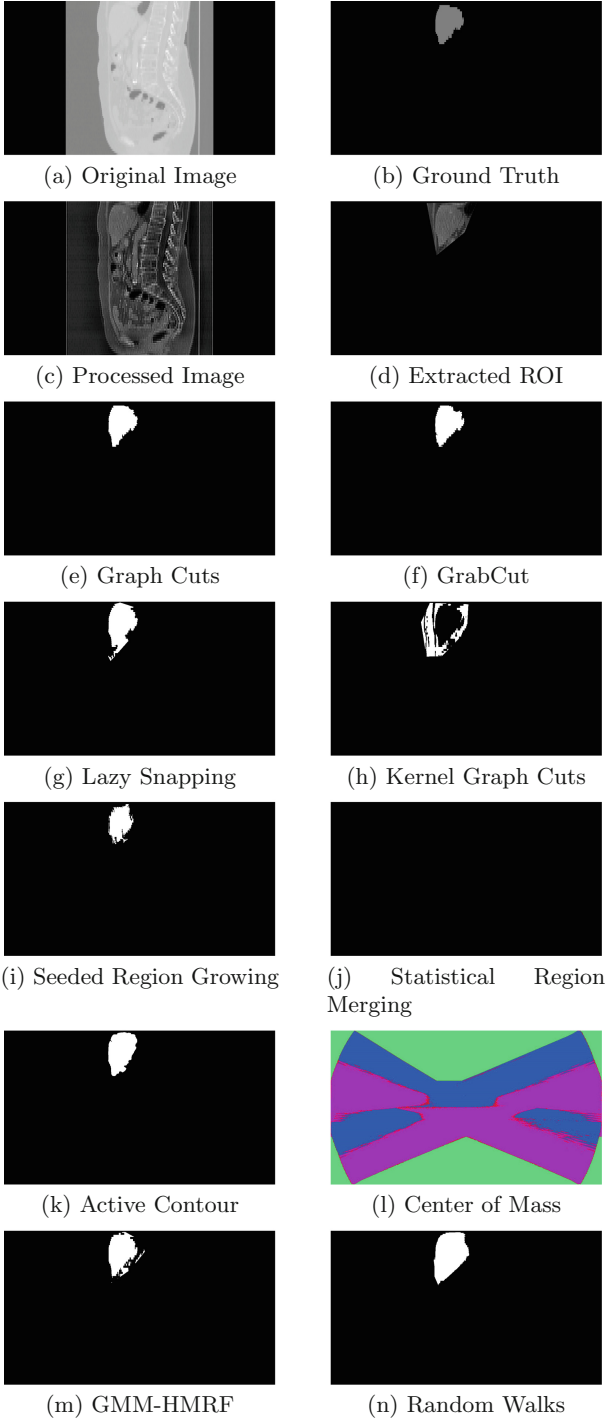 (a) Original Image
(b) Ground Truth
(c) Processed Image
(d) Extracted ROI
(e) Graph Cuts
(f) GrabCut
(g) Lazy Snapping
(h) Kernel Graph Cuts
(i) Seeded Region Growing
(j) Statistical Region
Merging
(k) Active Contour
(l) Center of Mass
(m) GMM-HMRF
(n) Random Walks